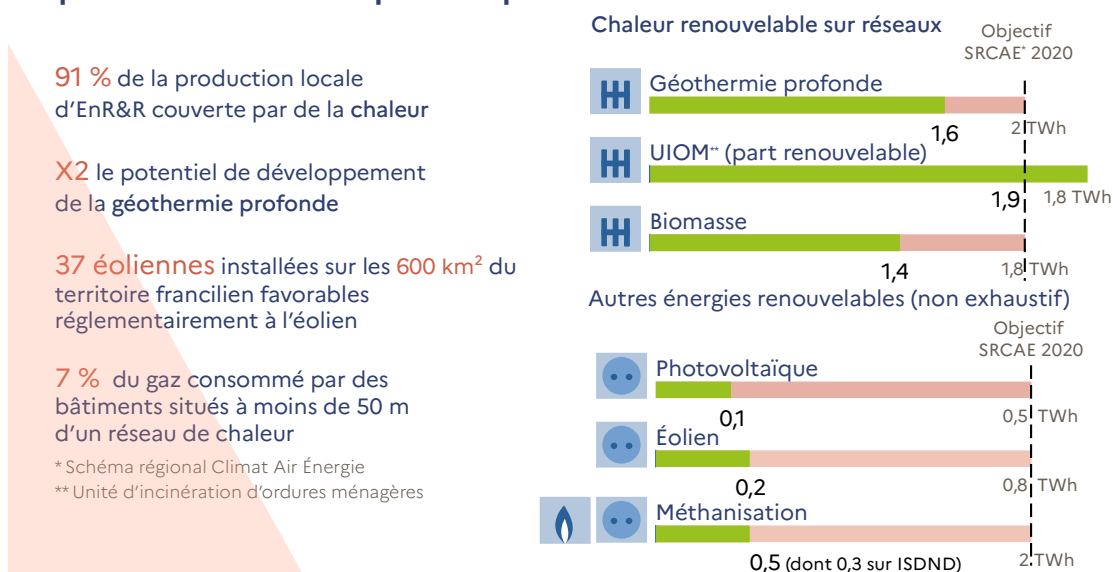 91 % de la production locale
d'EnR&R couverte par de la chaleur
X2 le potentiel de développement
de la géothermie profonde
37 éoliennes installées sur les 600 km² du
territoire francilien favorables
réglementairement à l'éolien
7 % du gaz consommé par des
bâtiments situés à moins de 50 m
d'un réseau de chaleur
* Schéma régional Climat Air Énergie
** Unité d'incinération d'ordures ménagères
Chaleur renouvelable sur réseaux
Objectif
SRCAE* 2020
Géothermie profonde
1,6
2 TWh
UIOM** (part renouvelable)
1,9
1,8 TWh
Biomasse
1,4
1,8 TWh
Autres énergies renouvelables (non exhaustif)
Objectif
SRCAE 2020
Photovoltaïque
0,1
0,5 TWh
Éolien
0,2
0,8 TWh
Méthanisation
0,5 (dont 0,3 sur ISDND)
2 TWh